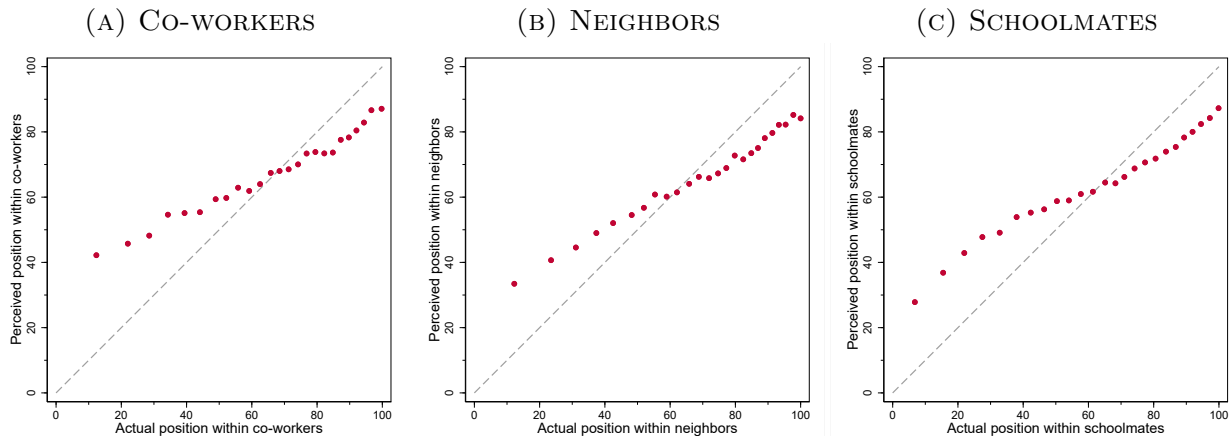 (A) CO-WORKERS
(B) NEIGHBORS
(C) SCHOOLMATES
Perceived position within co-workers
100
80
60
40
20
0
0 20 40 60 80 100
Actual position within co-workers
Perceived position within neighbors
100
80
60
40
20
0
0 20 40 60 80 100
Actual position within neighbors
Perceived position within schoolmates
100
80
60
40
20
0
0 20 40 60 80 100
Actual position within schoolmates